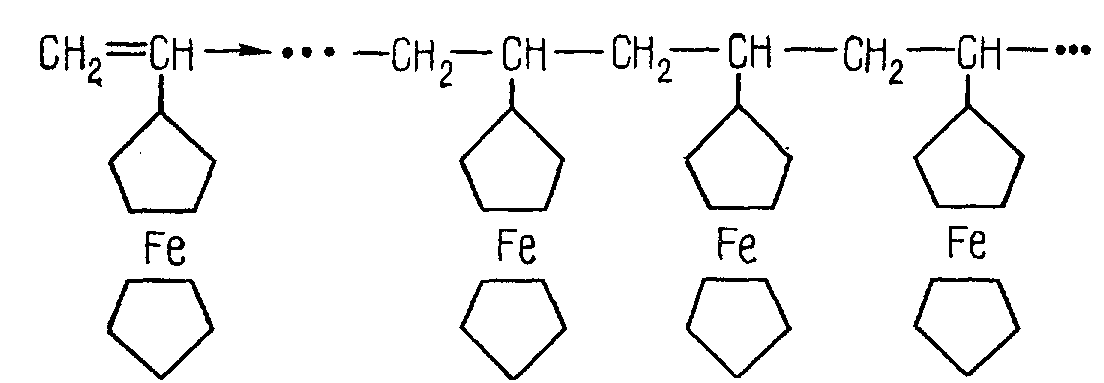 CH₂=CH → ••• —CH₂—CH—CH₂—CH—CH₂—CH—•••
Fe Fe Fe Fe